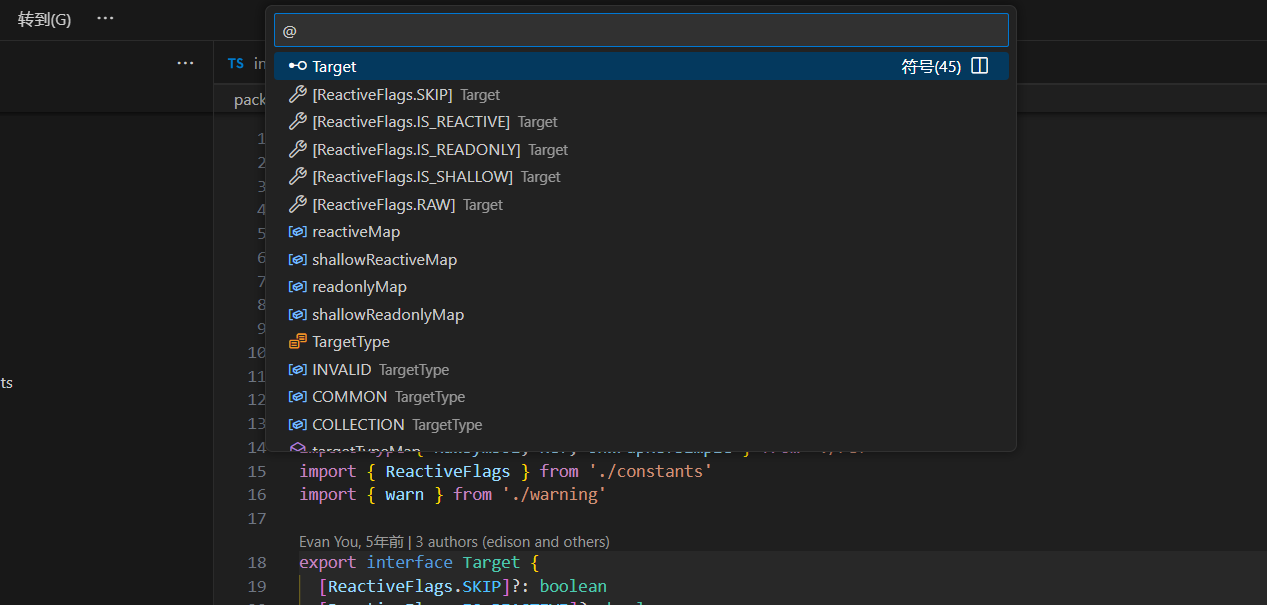 转到(G) ···
@
···
TS in
Target 符号(45)
pack
[ReactiveFlags.SKIP] Target
[ReactiveFlags.IS_REACTIVE] Target
[ReactiveFlags.IS_READONLY] Target
[ReactiveFlags.IS_SHALLOW] Target
[ReactiveFlags.RAW] Target
reactiveMap
shallowReactiveMap
readonlyMap
shallowReadonlyMap
TargetType
INVALID TargetType
COMMON TargetType
COLLECTION TargetType
targetTypeMap
ts
1
2
3
4
5
6
7
8
9
10
11
12
13
14
15 import { ReactiveFlags } from './constants'
16 import { warn } from './warning'
17
Evan You, 5年前 | 3 authors (edison and others)
18 export interface Target {
19 [ReactiveFlags.SKIP]?: boolean